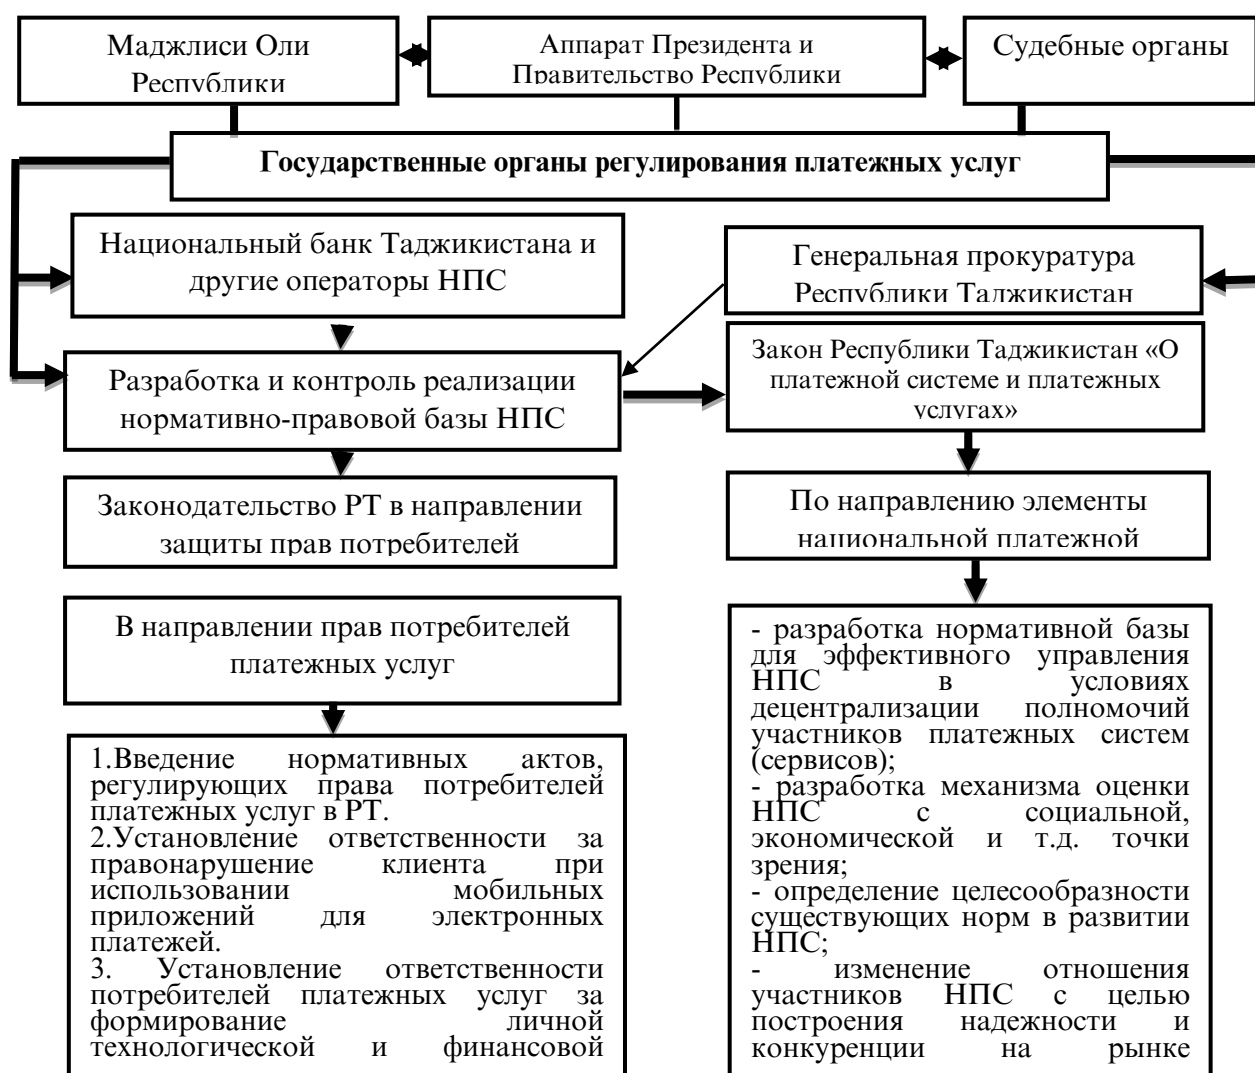 Маджлиси Оли
Республики
Аппарат Президента и
Правительство Республики
Судебные органы
Государственные органы регулирования платежных услуг
Национальный банк Таджикистана и
другие операторы НПС
Генеральная прокуратура
Республики Таджикистан
Разработка и контроль реализации
нормативно-правовой базы НПС
Закон Республики Таджикистан «О
платежной системе и платежных
услугах»
Законодательство РТ в направлении
защиты прав потребителей
По направлению элементы
национальной платежной
В направлении прав потребителей
платежных услуг
1.Введение нормативных актов,
регулирующих права потребителей
платежных услуг в РТ.
2.Установление ответственности за
правонарушение клиента при
использовании мобильных
приложений для электронных
платежей.
3. Установление ответственности
потребителей платежных услуг за
формирование личной
технологической и финансовой
- разработка нормативной базы
для эффективного управления
НПС в условиях
децентрализации полномочий
участников платежных систем
(сервисов);
- разработка механизма оценки
НПС с социальной,
экономической и т.д. точки
зрения;
- определение целесообразности
существующих норм в развитии
НПС;
- изменение отношения
участников НПС с целью
построения надежности и
конкуренции на рынке